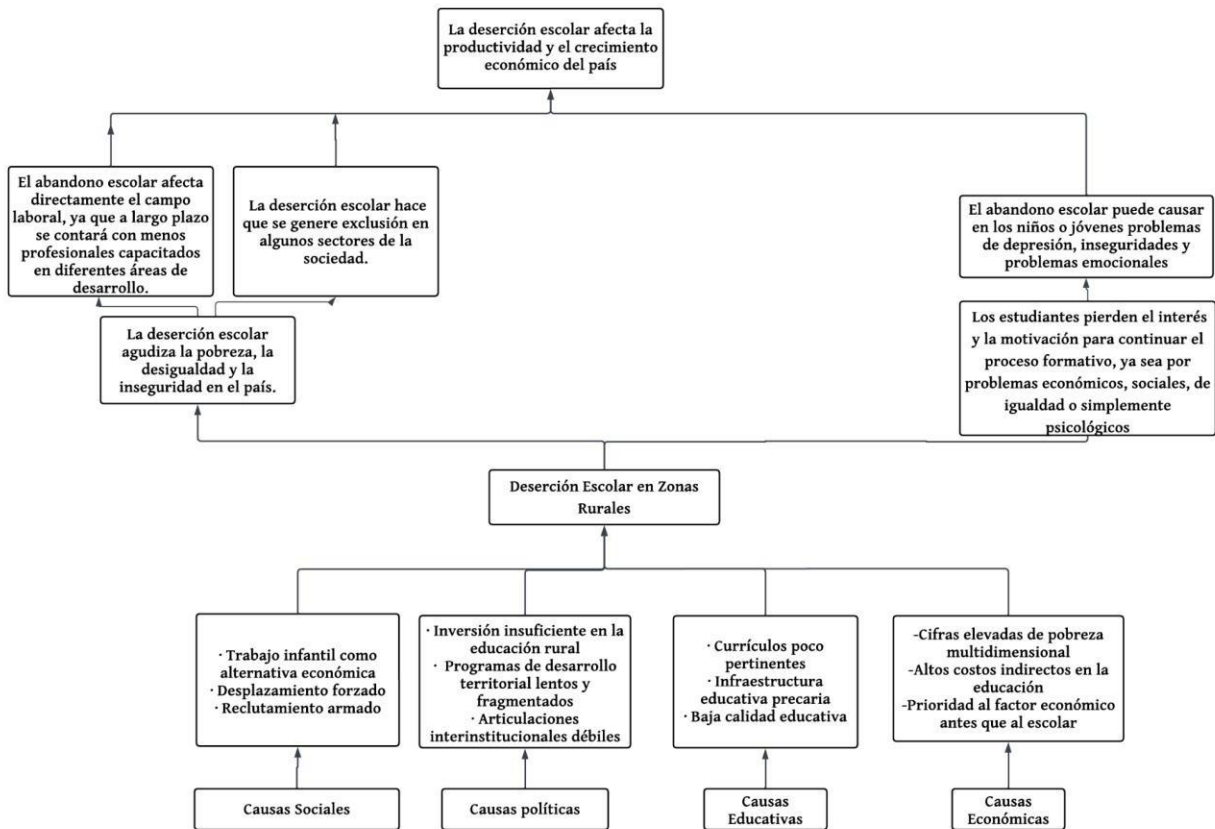 La deserción escolar afecta la
productividad y el crecimiento
económico del país
El abandono escolar afecta
directamente el campo
laboral, ya que a largo plazo
se contará con menos
profesionales capacitados
en diferentes áreas de
desarrollo.
La deserción escolar hace
que se genere exclusión en
algunos sectores de la
sociedad.
El abandono escolar puede causar
en los niños o jóvenes problemas
de depresión, inseguridades y
problemas emocionales
La deserción escolar
agudiza la pobreza, la
desigualdad y la
inseguridad en el país.
Los estudiantes pierden el interés
y la motivación para continuar el
proceso formativo, ya sea por
problemas económicos, sociales, de
igualdad o simplemente
psicológicos
Deserción Escolar en Zonas
Rurales
· Trabajo infantil como
alternativa económica
· Desplazamiento forzado
· Reclutamiento armado
· Inversión insuficiente en la
educación rural
· Programas de desarrollo
territorial lentos y
fragmentados
· Articulaciones
interinstitucionales débiles
· Currículos poco
pertinentes
· Infraestructura
educativa precaria
· Baja calidad educativa
-Cifras elevadas de pobreza
multidimensional
-Altos costos indirectos en la
educación
-Prioridad al factor económico
antes que al escolar
Causas Sociales
Causas políticas
Causas
Educativas
Causas
Económicas